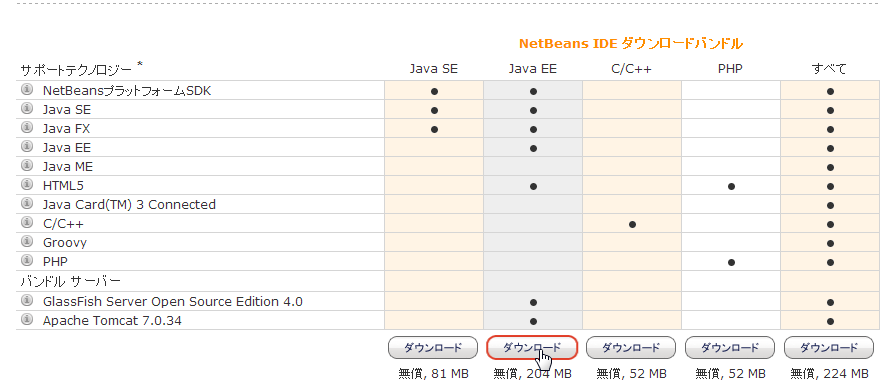 NetBeans IDE ダウンロードバンドル
サポートテクノロジー * Java SE Java EE C/C++ PHP すべて
NetBeansプラットフォームSDK
Java SE
Java FX
Java EE
Java ME
HTML5
Java Card(TM) 3 Connected
C/C++
Groovy
PHP
バンドル サーバー
GlassFish Server Open Source Edition 4.0
Apache Tomcat 7.0.34
ダウンロード ダウンロード ダウンロード ダウンロード ダウンロード
無償, 81 MB 無償, 204 MB 無償, 52 MB 無償, 52 MB 無償, 224 MB